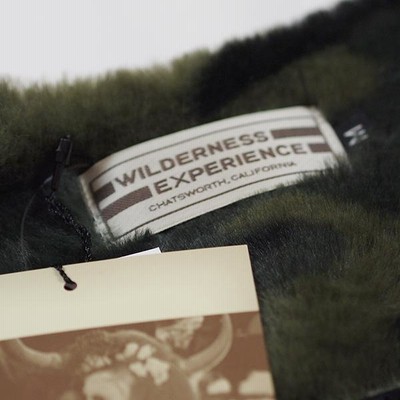 WILDERNESS
EXPERIENCE
CHATSWORTH, CALIFORNIA
M